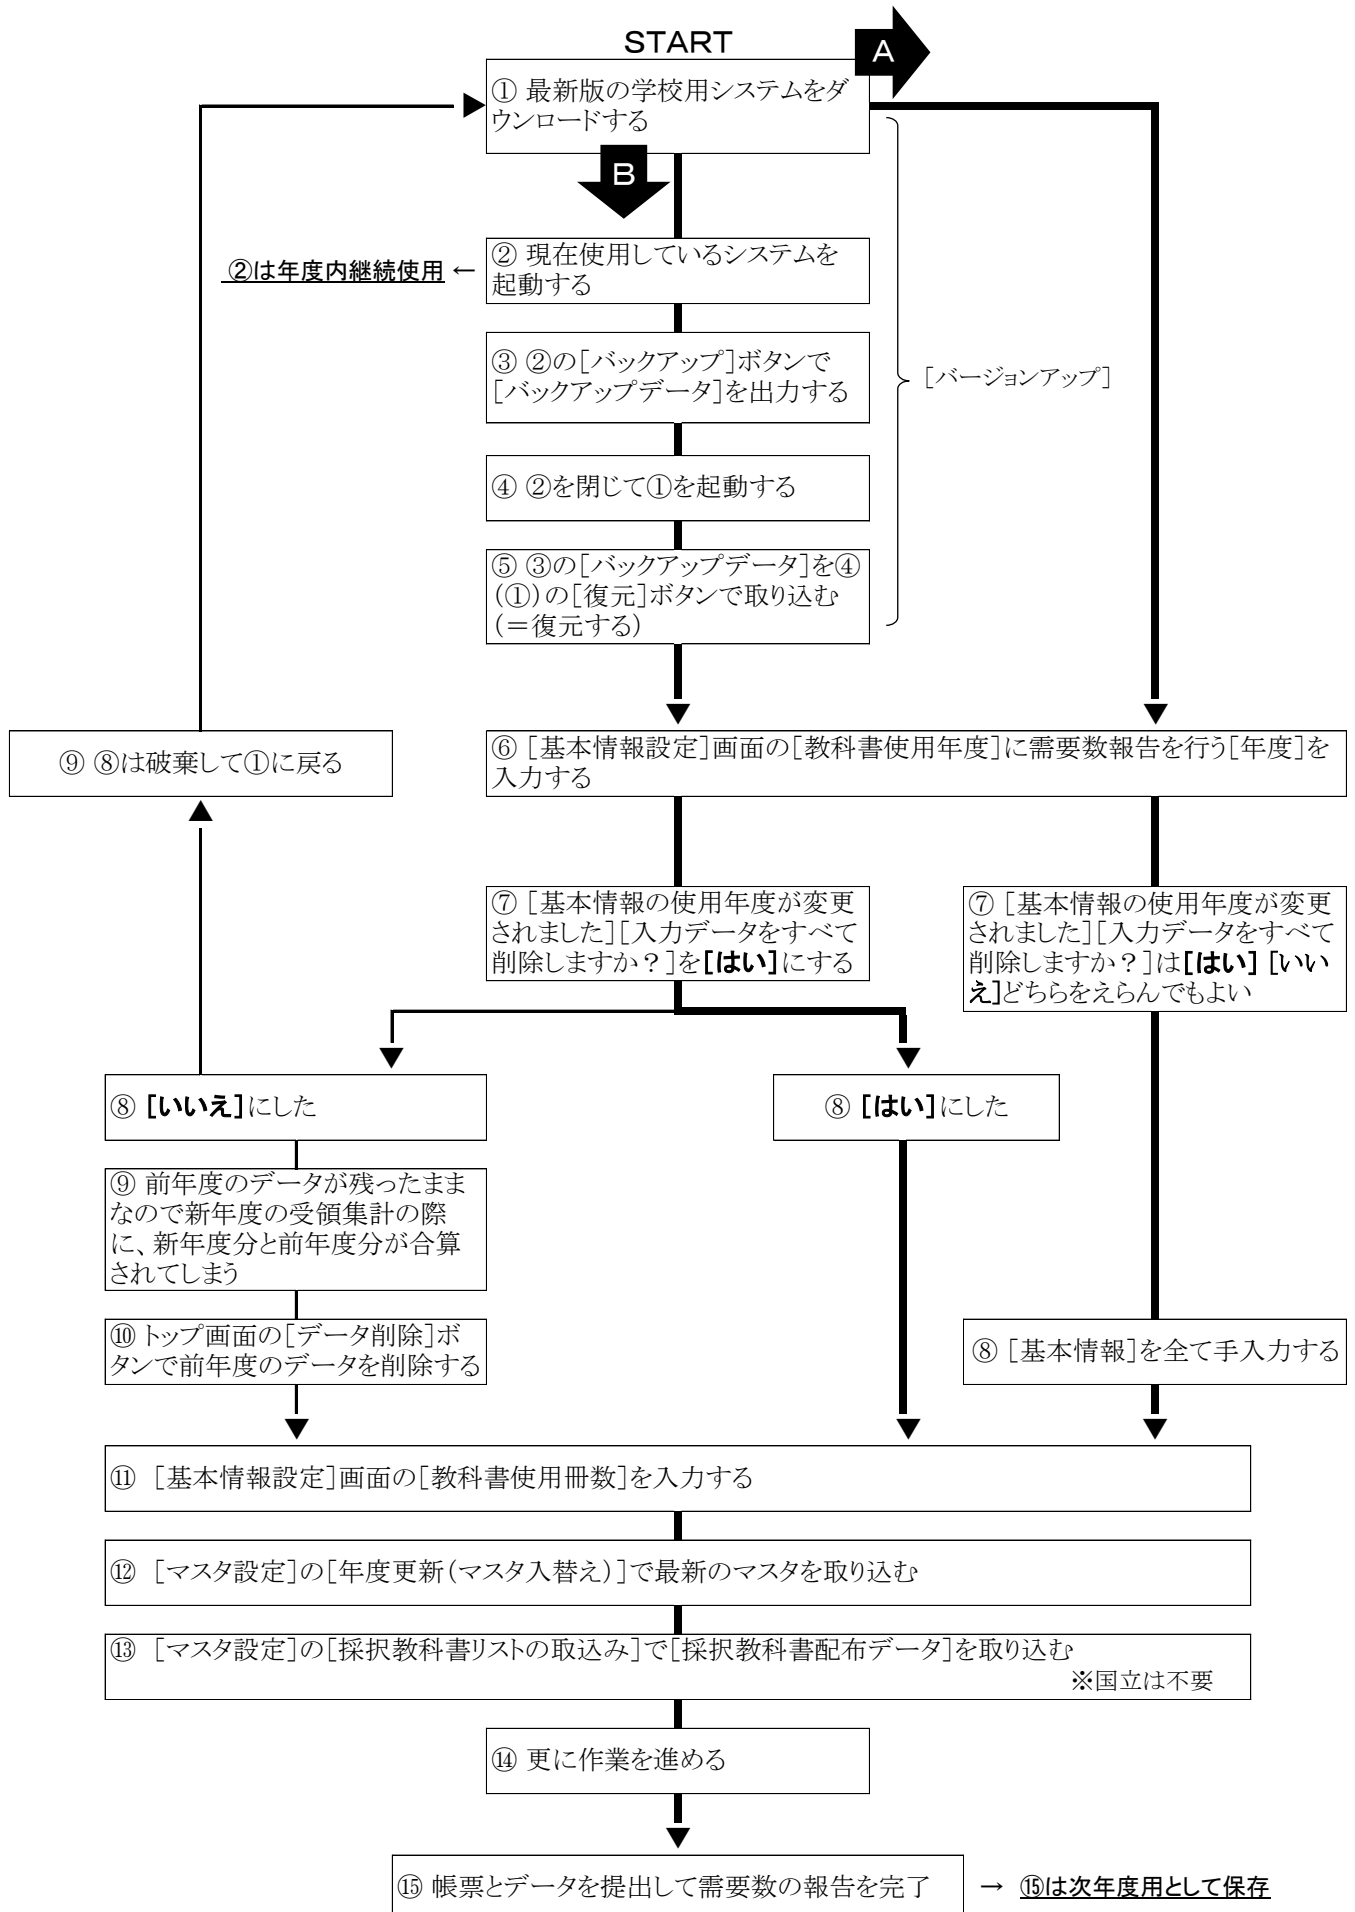 START
A
① 最新版の学校用システムをダ
ウンロードする
B
② 現在使用しているシステムを
起動する
②は年度内継続使用 ←
③ ②の[バックアップ]ボタンで
[バックアップデータ]を出力する
[バージョンアップ]
④ ②を閉じて①を起動する
⑤ ③の[バックアップデータ]を④
(①)の[復元]ボタンで取り込む
(=復元する)
⑥ [基本情報設定]画面の[教科書使用年度]に需要数報告を行う[年度]を
入力する
⑨ ⑧は破棄して①に戻る
⑦ [基本情報の使用年度が変更
されました][入力データをすべて
削除しますか?]を[はい]にする
⑦ [基本情報の使用年度が変更
されました][入力データをすべて
削除しますか?]は[はい] [いい
え]どちらをえらんでもよい
⑧ [いいえ]にした
⑧ [はい]にした
⑨ 前年度のデータが残ったまま
なので新年度の受領集計の際
に、新年度分と前年度分が合算
されてしまう
⑩ トップ画面の[データ削除]ボ
タンで前年度のデータを削除する
⑧ [基本情報]を全て手入力する
⑪ [基本情報設定]画面の[教科書使用冊数]を入力する
⑫ [マスタ設定]の[年度更新(マスタ入替え)]で最新のマスタを取り込む
⑬ [マスタ設定]の[採択教科書リストの取込み]で[採択教科書配布データ]を取り込む
※国立は不要
⑭ 更に作業を進める
⑮ 帳票とデータを提出して需要数の報告を完了
→ ⑮は次年度用として保存